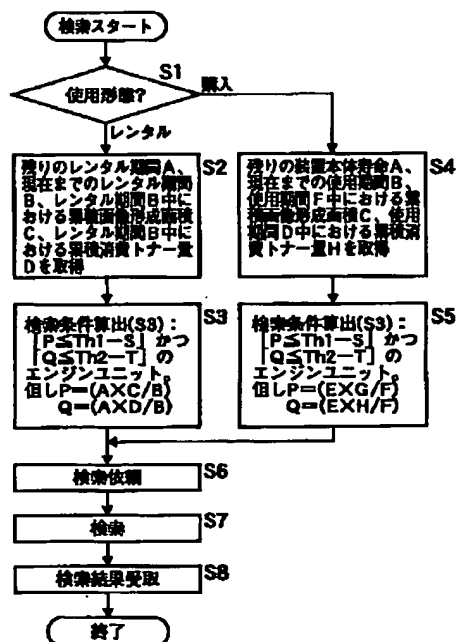 検索スタート
S1
使用形態?
購入
レンタル
残りのレンタル期間A、
現在までのレンタル期間
B、レンタル期間B中に
おける累積画像形成面積
C、レンタル期間B中に
おける累積消費トナー量
Dを取得
S2
残りの装置本体寿命A、
現在までの使用期間B、
使用期間F中における累
積画像形成面積C、使用
期間D中における累積消
費トナー量Hを取得
S4
検索条件算出(S3):
「P≦Th1-S」かつ
「Q≦Th2-T」の
エンジンユニット。
但しP=(A×C/B)
Q=(A×D/B)
S3
検索条件算出(S3):
「P≦Th1-S」かつ
「Q≦Th2-T」の
エンジンユニット。
但しP=(E×G/F)
Q=(E×H/F)
S5
検索依頼
S6
検索
S7
検索結果受取
S8
終了